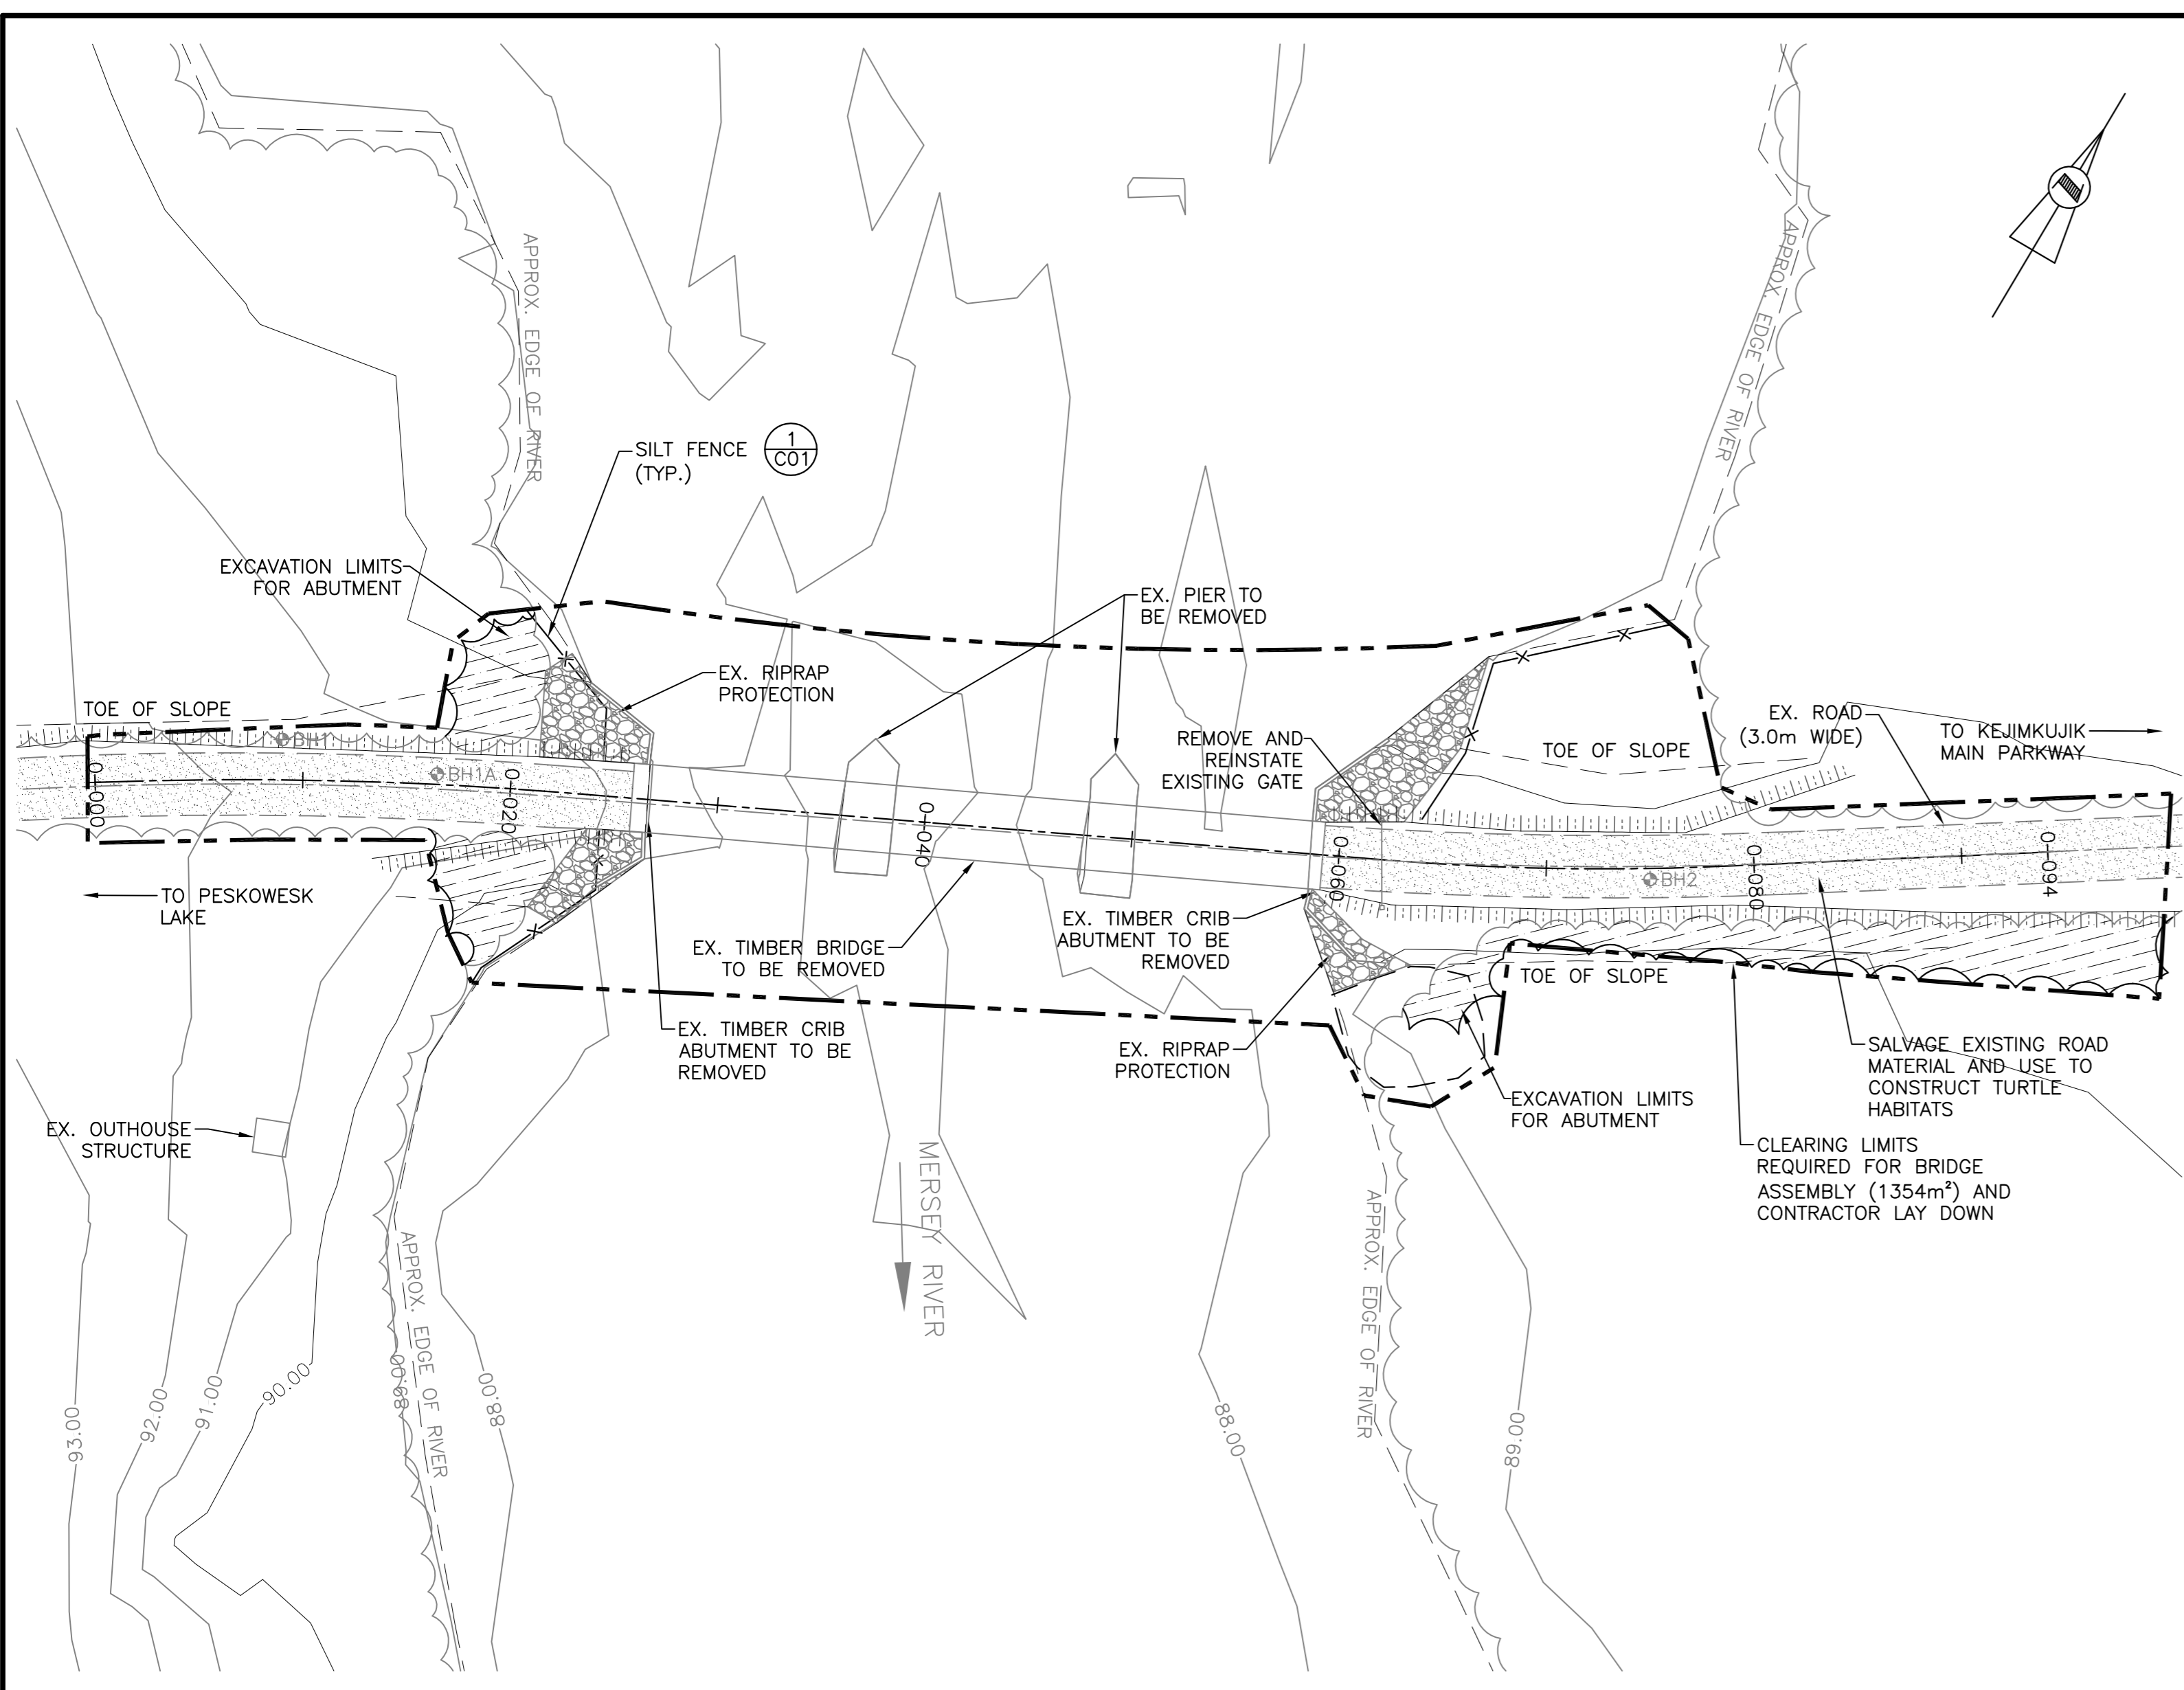 APPROX. EDGE OF RIVER
APPROX. EDGE OF RIVER
SILT FENCE
(TYP.)
1
C01
EXCAVATION LIMITS
FOR ABUTMENT
EX. PIER TO
BE REMOVED
EX. RIPRAP
PROTECTION
TOE OF SLOPE
BH1
BH1A
REMOVE AND
REINSTATE
EXISTING GATE
TOE OF SLOPE
EX. ROAD
(3.0m WIDE)
TO KEJIMKUJIK
MAIN PARKWAY
0+000
0+020
0+040
0+060
0+080
0+094
BH2
TO PESKOWESK
LAKE
EX. TIMBER BRIDGE
TO BE REMOVED
EX. TIMBER CRIB
ABUTMENT TO BE
REMOVED
TOE OF SLOPE
EX. TIMBER CRIB
ABUTMENT TO BE
REMOVED
EX. RIPRAP
PROTECTION
EXCAVATION LIMITS
FOR ABUTMENT
SALVAGE EXISTING ROAD
MATERIAL AND USE TO
CONSTRUCT TURTLE
HABITATS
EX. OUTHOUSE
STRUCTURE
CLEARING LIMITS
REQUIRED FOR BRIDGE
ASSEMBLY (1354m²) AND
CONTRACTOR LAY DOWN
MERSEY RIVER
APPROX. EDGE OF RIVER
APPROX. EDGE OF RIVER
93.00
92.00
91.00
90.00
89.00
88.00
88.00
89.00